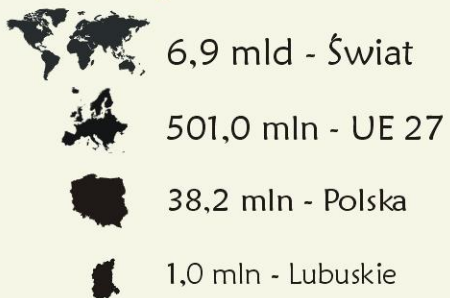 6,9 mld - Świat
501,0 mln - UE 27
38,2 mln - Polska
1,0 mln - Lubuskie